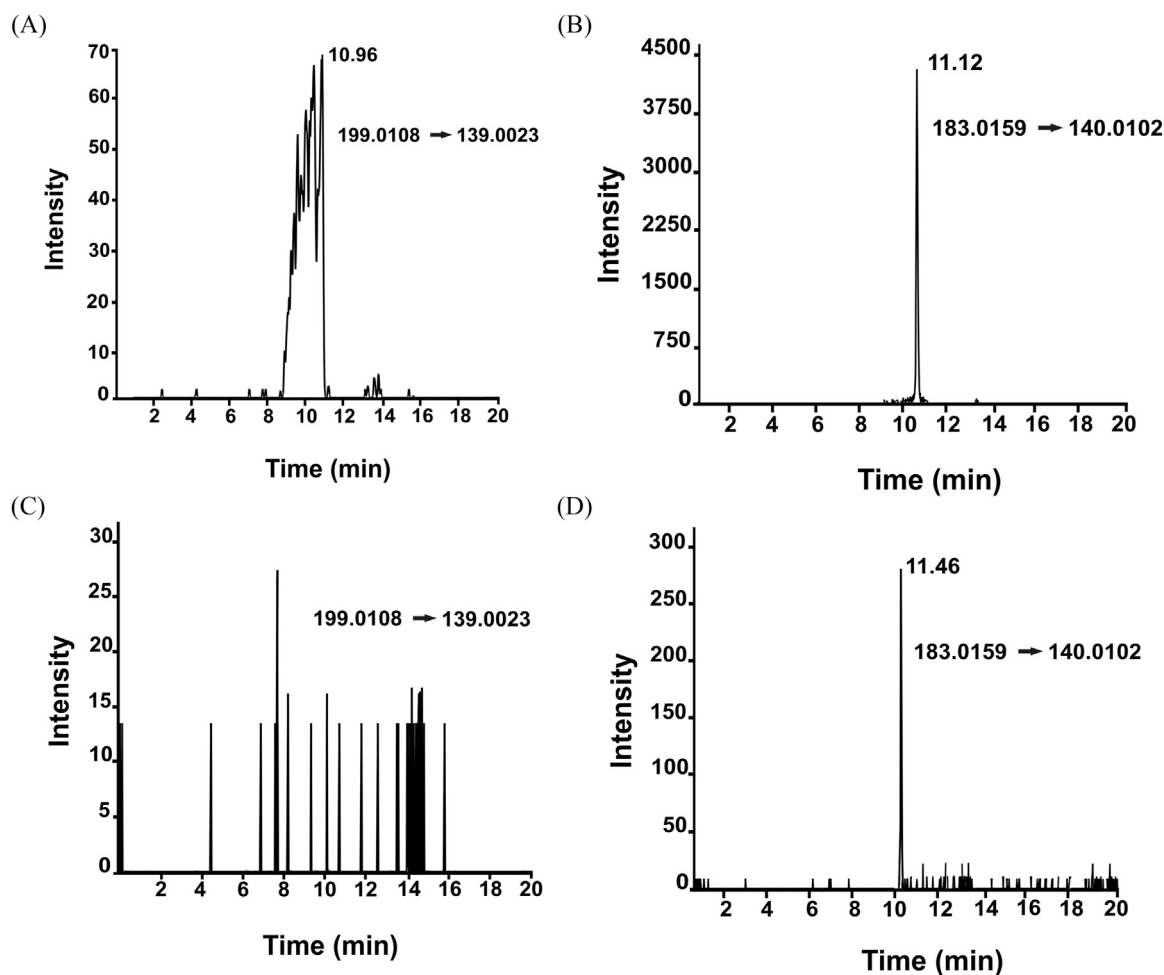 (A)
70
60
50
40
30
20
10
0
Intensity
10.96
199.0108 → 139.0023
2 4 6 8 10 12 14 16 18 20
Time (min)
(B)
4500
3750
3000
2250
1500
750
0
Intensity
11.12
183.0159 → 140.0102
2 4 6 8 10 12 14 16 18 20
Time (min)
(C)
30
25
20
15
10
5
0
Intensity
199.0108 → 139.0023
2 4 6 8 10 12 14 16 18 20
Time (min)
(D)
300
250
200
150
100
50
0
Intensity
11.46
183.0159 → 140.0102
2 4 6 8 10 12 14 16 18 20
Time (min)